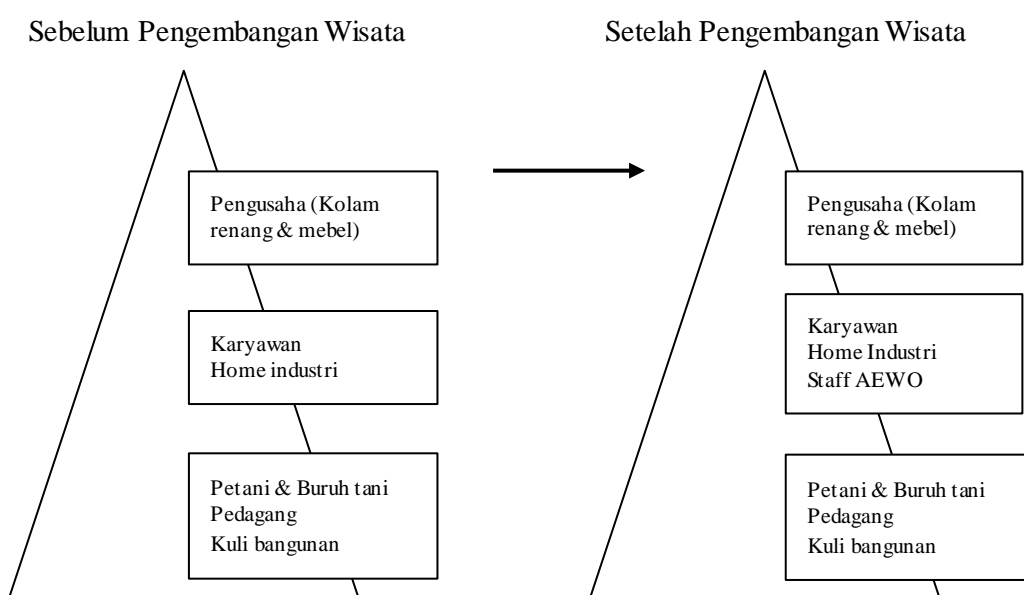 Sebelum Pengembangan Wisata
Setelah Pengembangan Wisata
Pengusaha (Kolam
renang & mebel)
Karyawan
Home industri
Petani & Buruh tani
Pedagang
Kuli bangunan
Pengusaha (Kolam
renang & mebel)
Karyawan
Home Industri
Staff AEWO
Petani & Buruh tani
Pedagang
Kuli bangunan